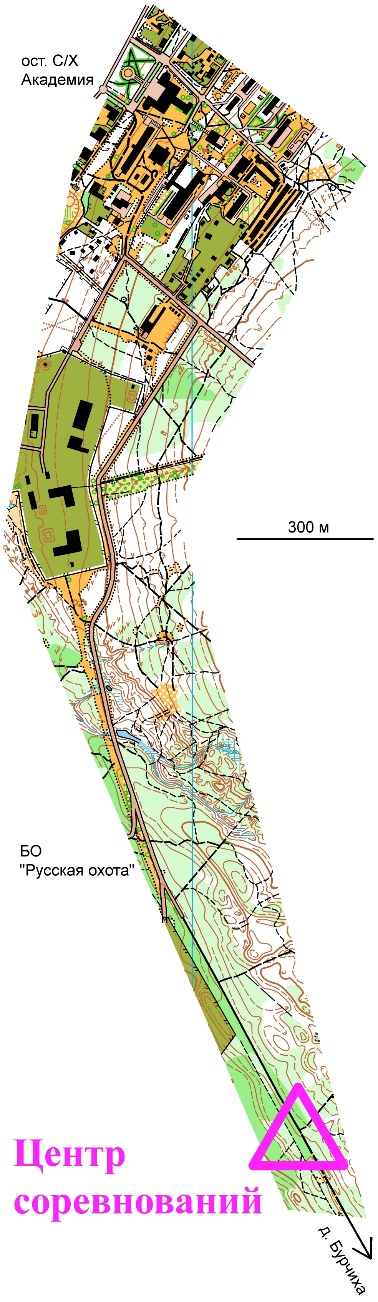 ост. С/Х
Академия
300 м
БО
"Русская охота"
Центр
соревнований
д. Бурчиха